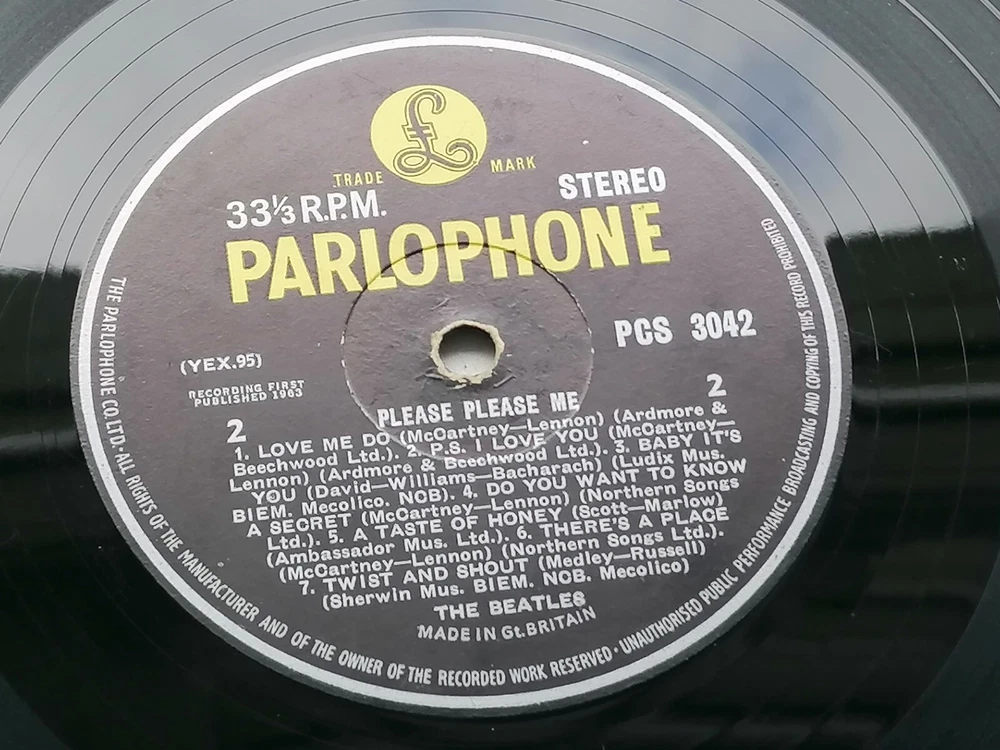 £
TRADE MARK
33⅓ R.P.M. STEREO
PARLOPHONE
PCS 3042
(YEX.95)
RECORDING FIRST
PUBLISHED 1963
2 2
PLEASE PLEASE ME
1. LOVE ME DO (McCartney—Lennon) (Ardmore &
Beechwood Ltd.). 2. P.S. I LOVE YOU (McCartney—
Lennon) (Ardmore & Beechwood Ltd.). 3. BABY IT'S
YOU (David—Williams—Bacharach) (Ludix Mus.
BIEM. Mecolico. NCB). 4. DO YOU WANT TO KNOW
A SECRET (McCartney—Lennon) (Northern Songs
Ltd.). 5. A TASTE OF HONEY (Scott—Marlow)
(Ambassador Mus. Ltd.). 6. THERE'S A PLACE
(McCartney—Lennon) (Northern Songs Ltd.).
7. TWIST AND SHOUT (Medley—Russell)
(Sherwin Mus. BIEM. NCB. Mecolico)
THE BEATLES
MADE IN Gt. BRITAIN
THE PARLOPHONE CO. LTD. · ALL RIGHTS OF THE MANUFACTURER AND OF THE OWNER OF THE RECORDED WORK RESERVED · UNAUTHORISED PUBLIC PERFORMANCE BROADCASTING AND COPYING OF THIS RECORD PROHIBITED